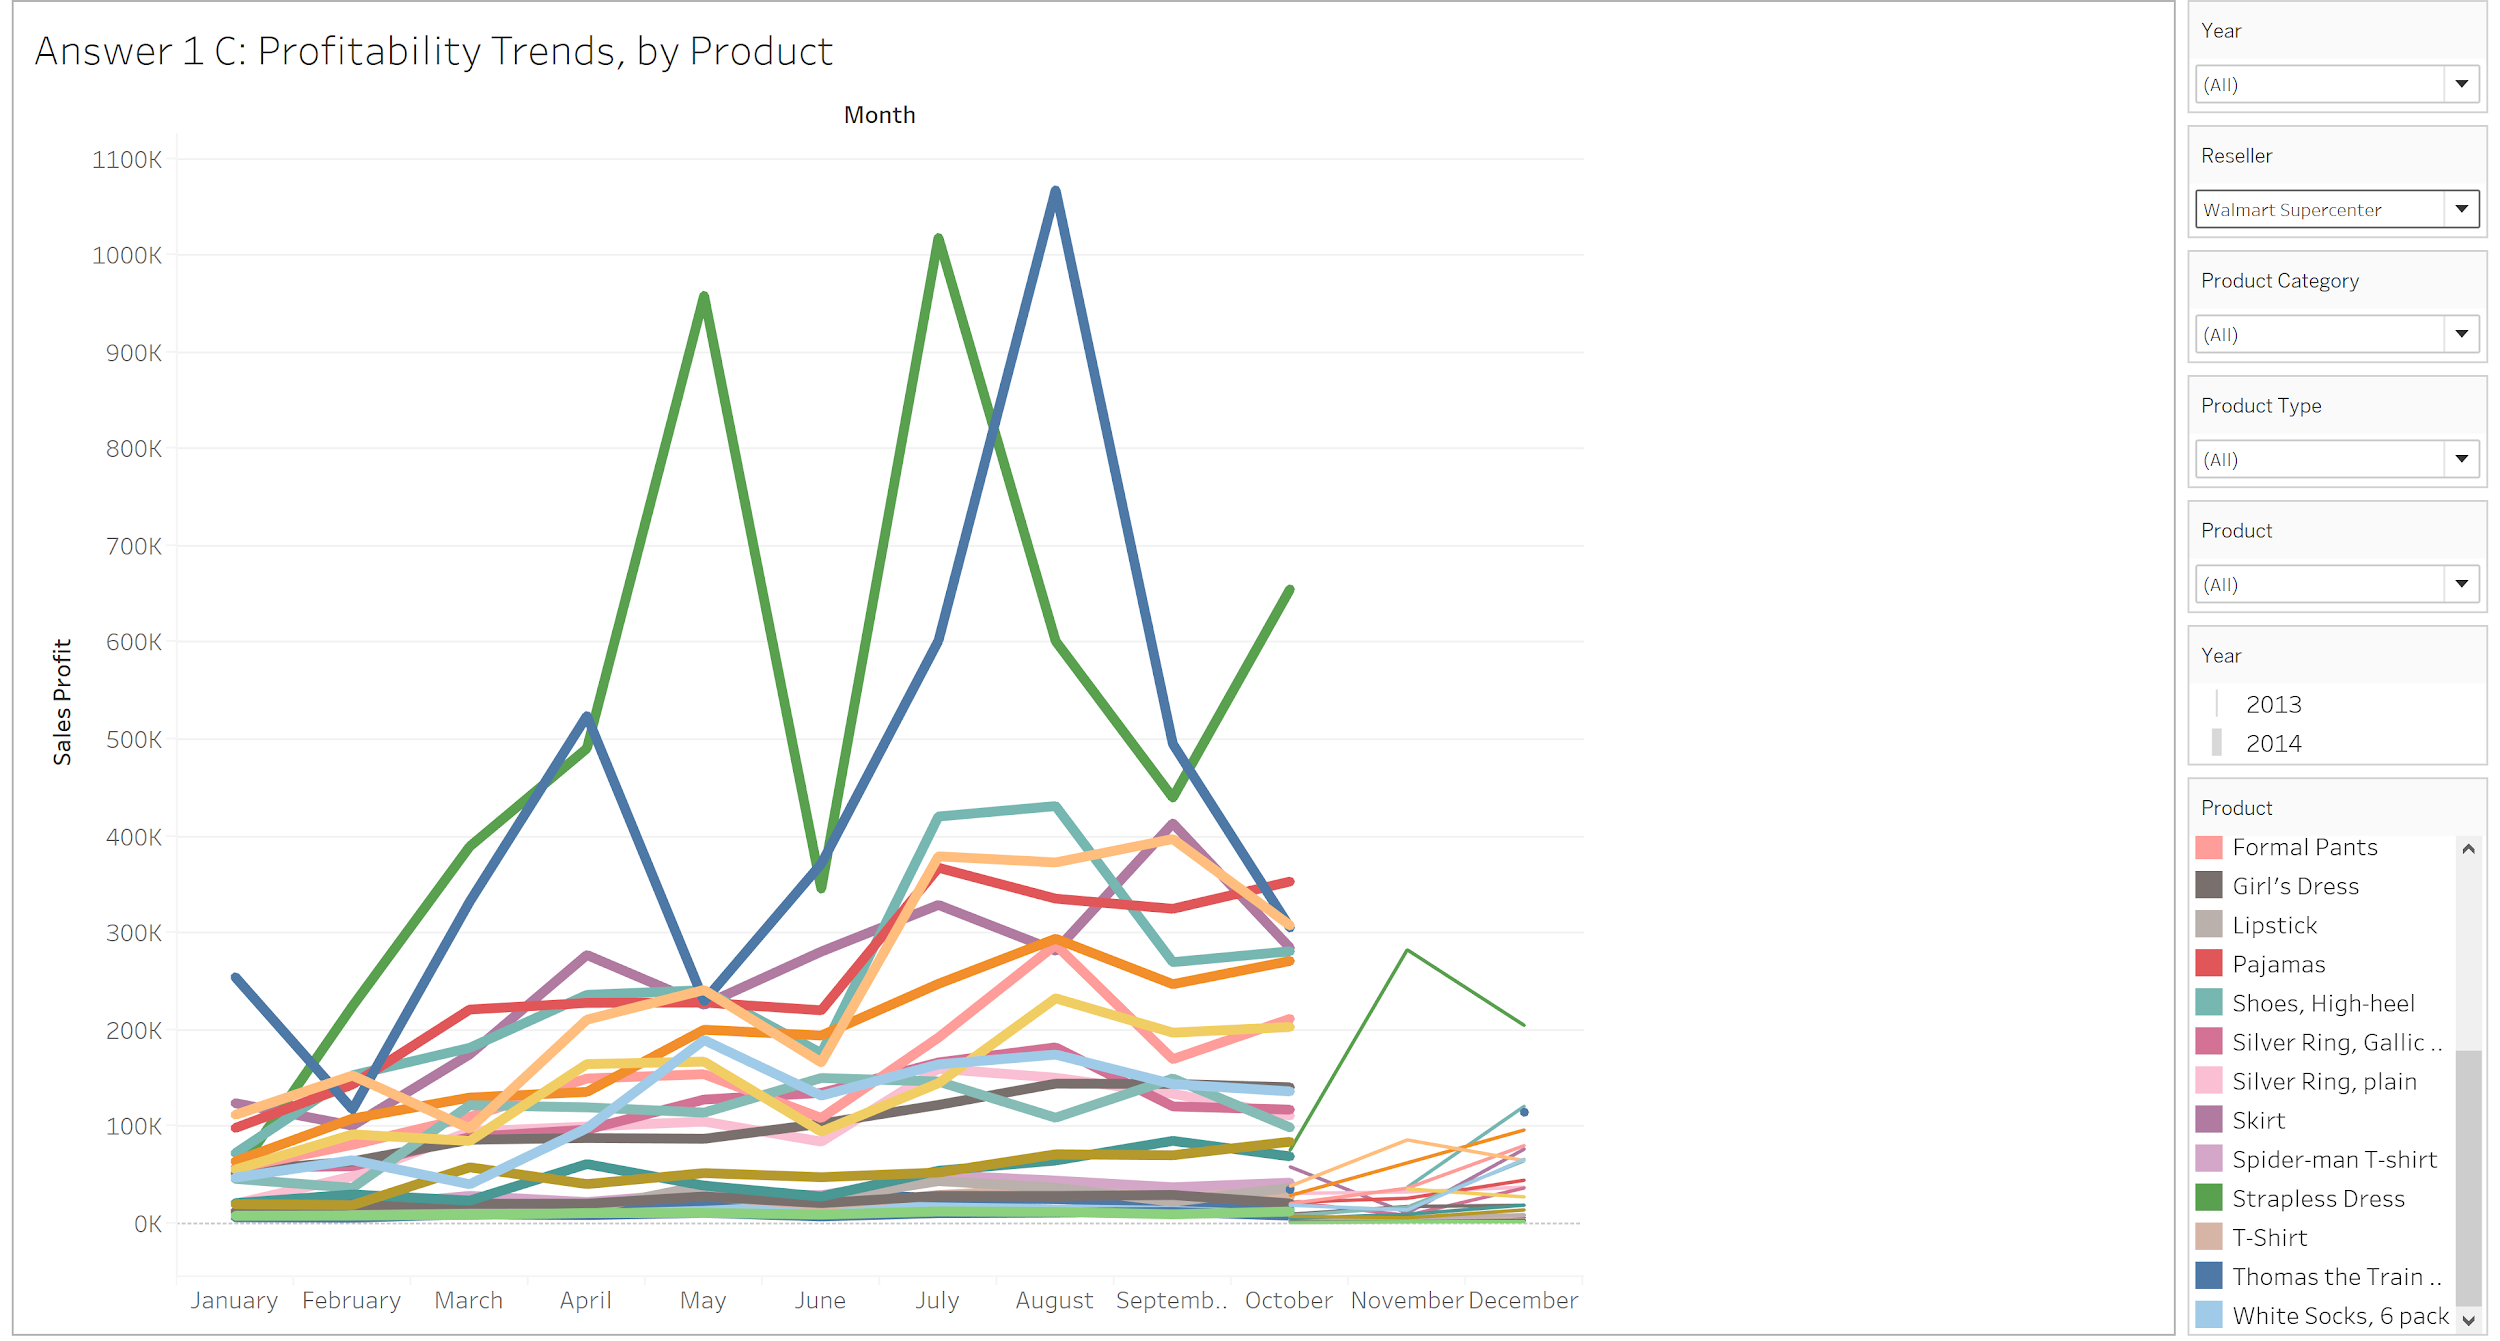 Answer 1 C: Profitability Trends, by Product
Month
1100K
1000K
900K
800K
700K
600K
500K
400K
300K
200K
100K
0K
Sales Profit
January February March April May June July August Septemb.. October November December
Year
(All)
Reseller
Walmart Supercenter
Product Category
(All)
Product Type
(All)
Product
(All)
Year
2013
2014
Product
Formal Pants
Girl's Dress
Lipstick
Pajamas
Shoes, High-heel
Silver Ring, Gallic ..
Silver Ring, plain
Skirt
Spider-man T-shirt
Strapless Dress
T-Shirt
Thomas the Train ..
White Socks, 6 pack